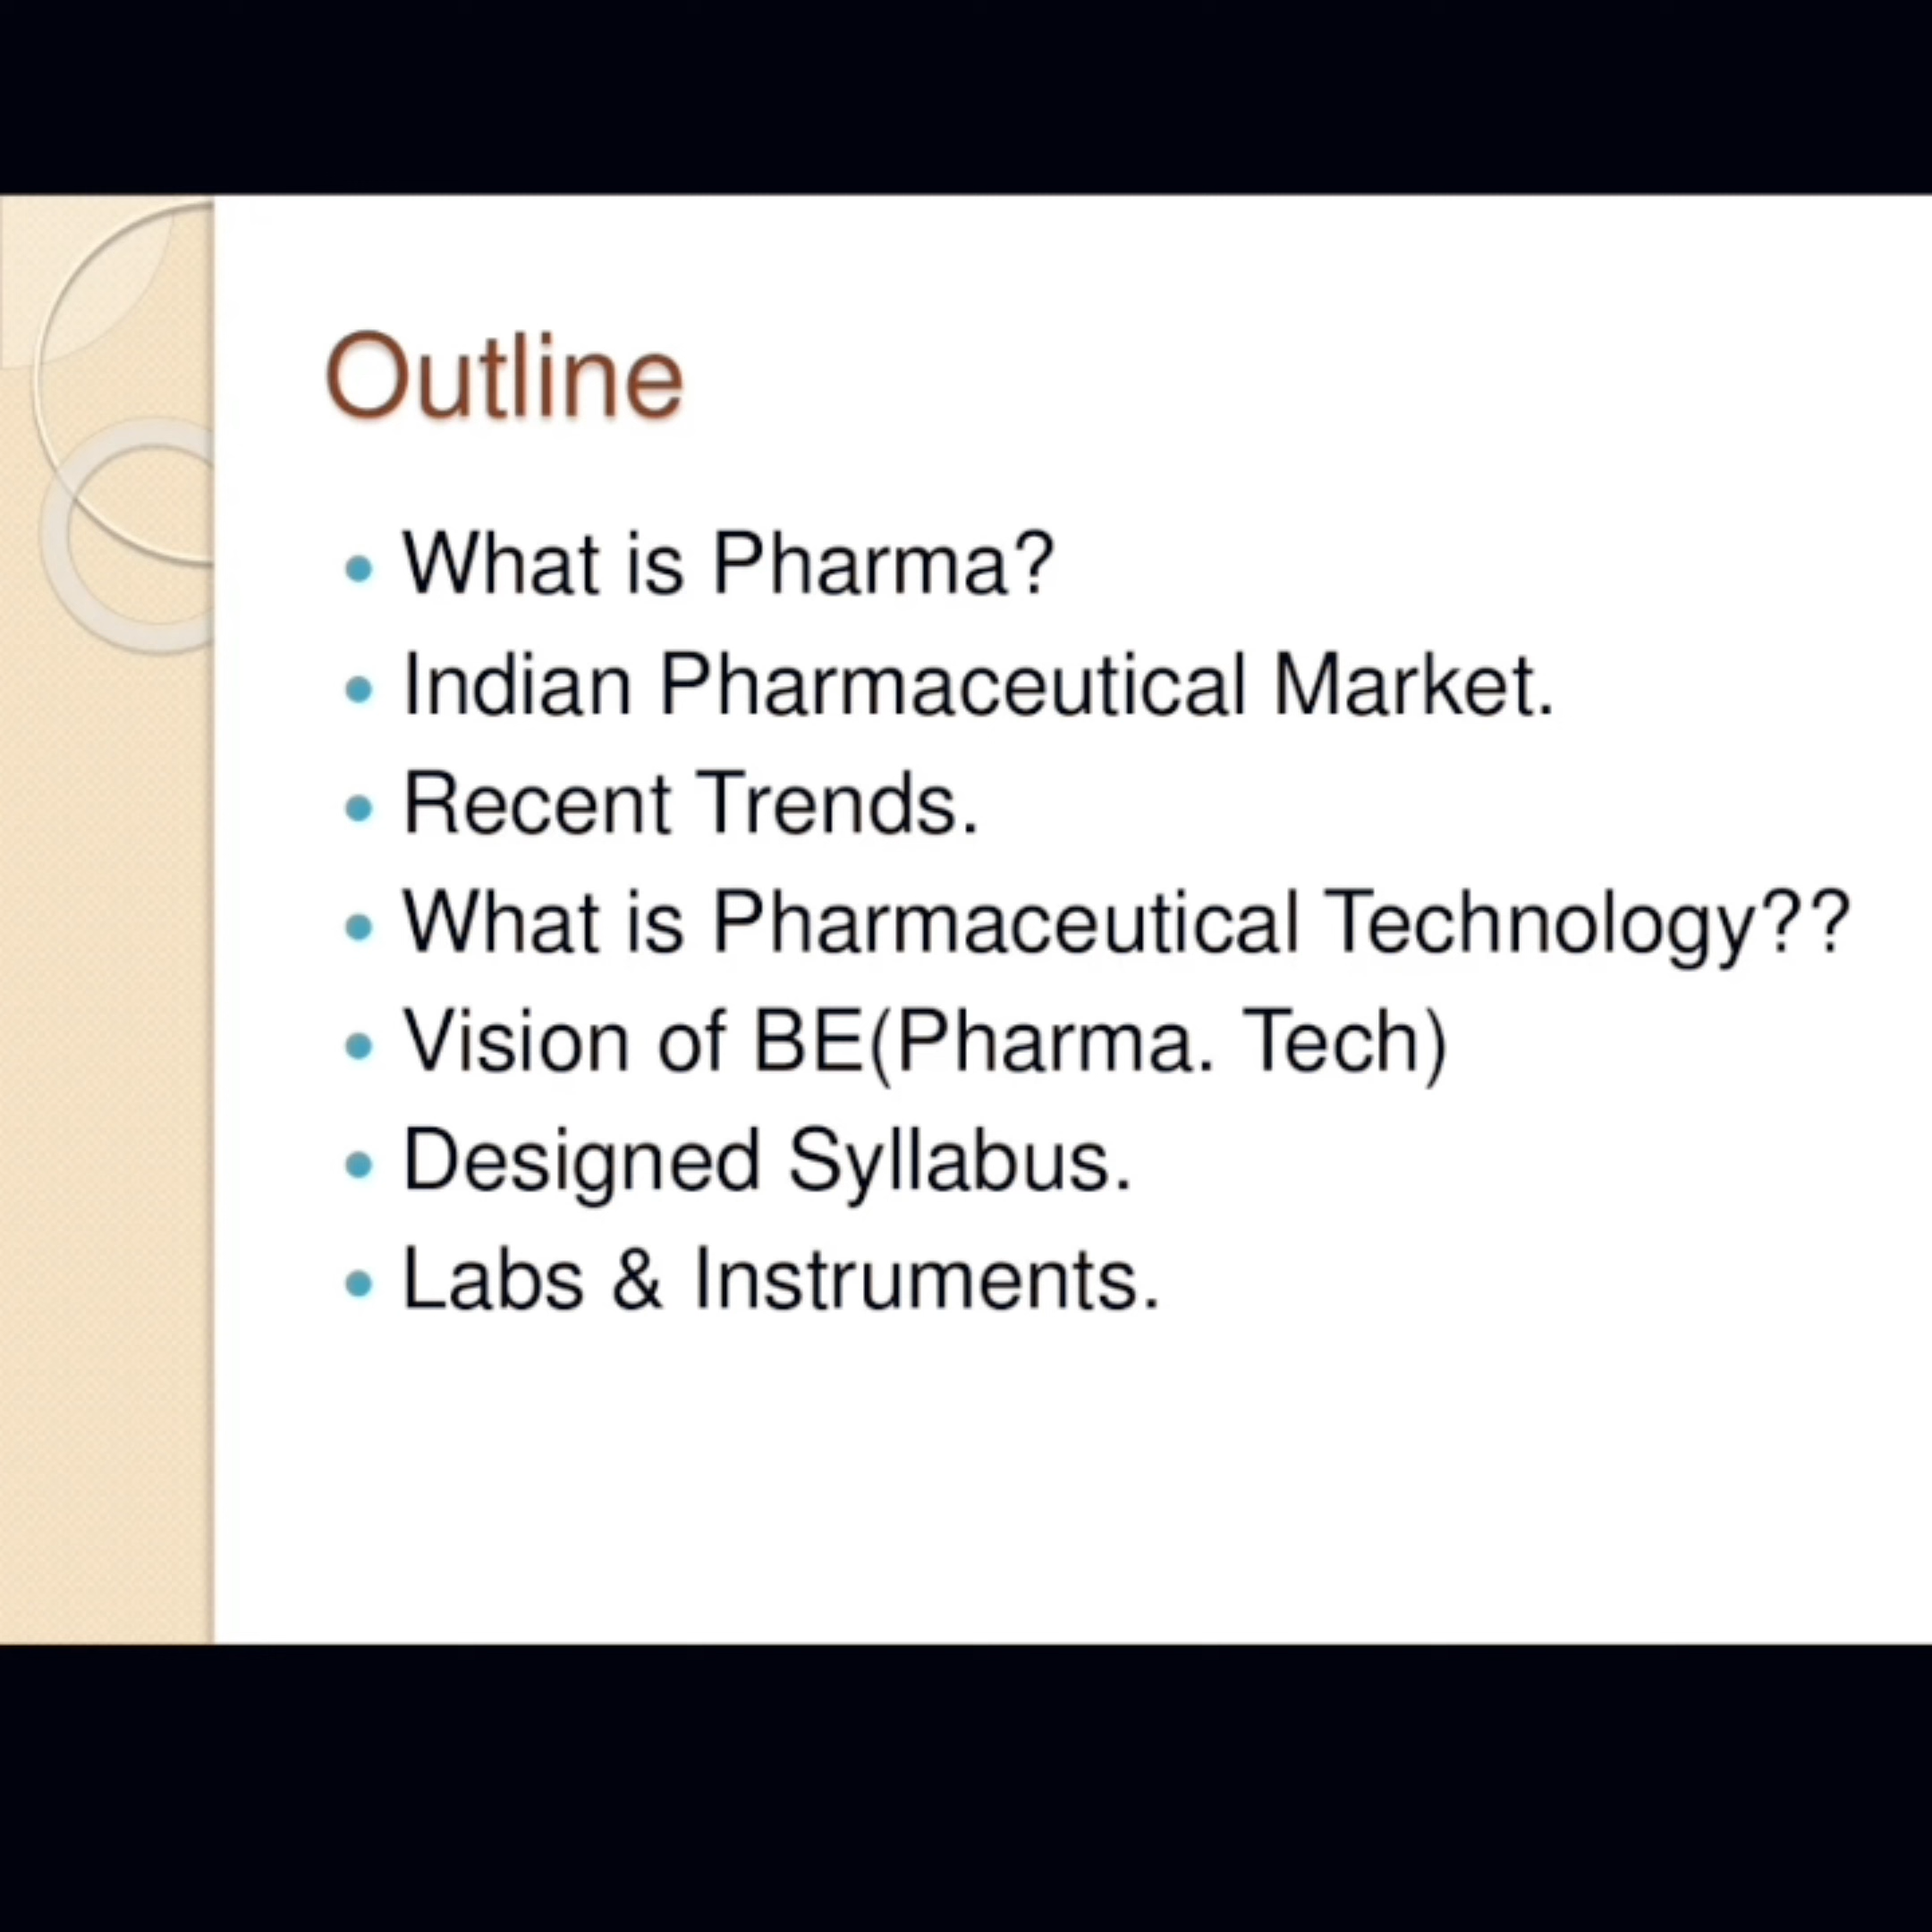 Outline
What is Pharma?
Indian Pharmaceutical Market.
Recent Trends.
What is Pharmaceutical Technology??
Vision of BE(Pharma. Tech)
Designed Syllabus.
Labs & Instruments.